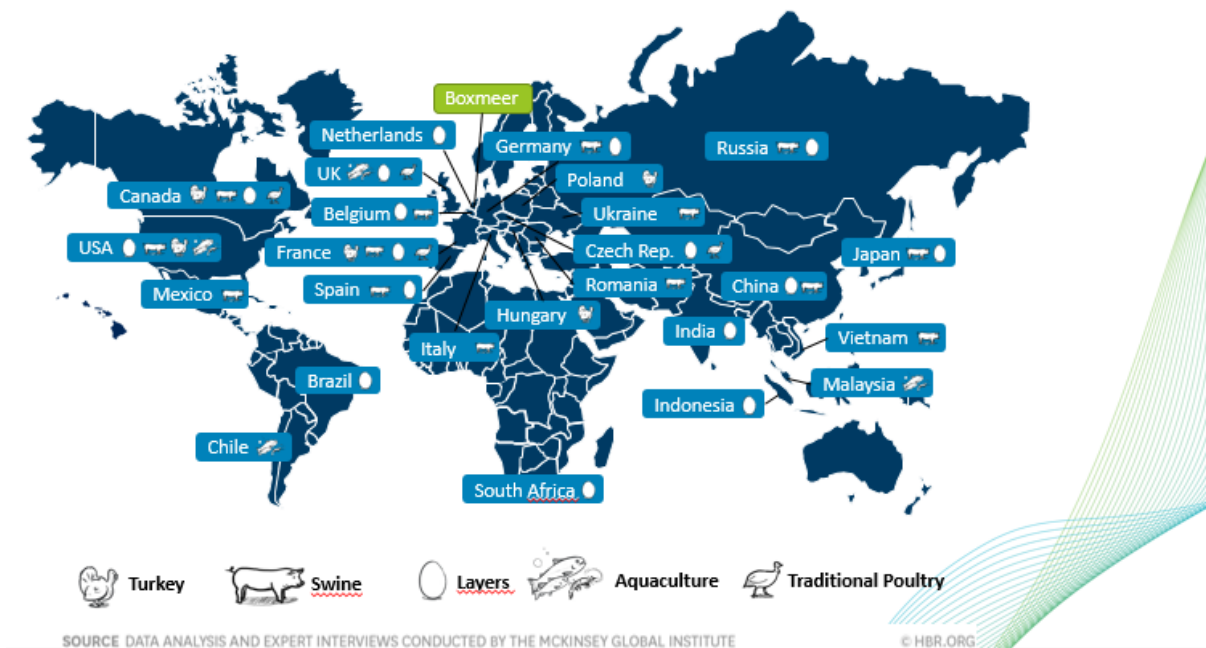 Boxmeer
Netherlands
Germany
Russia
UK
Poland
Canada
Belgium
Ukraine
USA
France
Czech Rep.
Japan
Mexico
Spain
Romania
China
Hungary
India
Vietnam
Italy
Brazil
Malaysia
Indonesia
Chile
South Africa
Turkey
Swine
Layers
Aquaculture
Traditional Poultry
SOURCE DATA ANALYSIS AND EXPERT INTERVIEWS CONDUCTED BY THE MCKINSEY GLOBAL INSTITUTE
© HBR.ORG